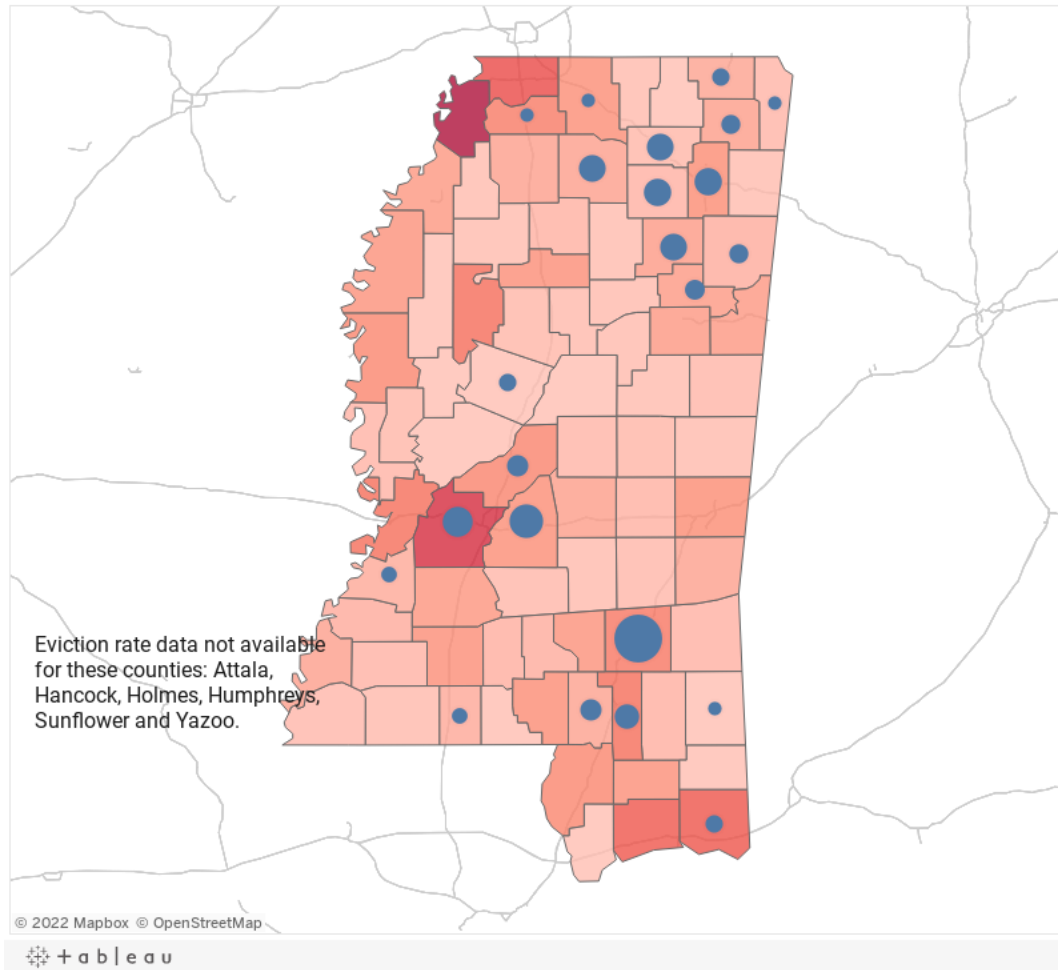 Eviction rate data not available
for these counties: Attala,
Hancock, Holmes, Humphreys,
Sunflower and Yazoo.
© 2022 Mapbox © OpenStreetMap
+ a b | e a u